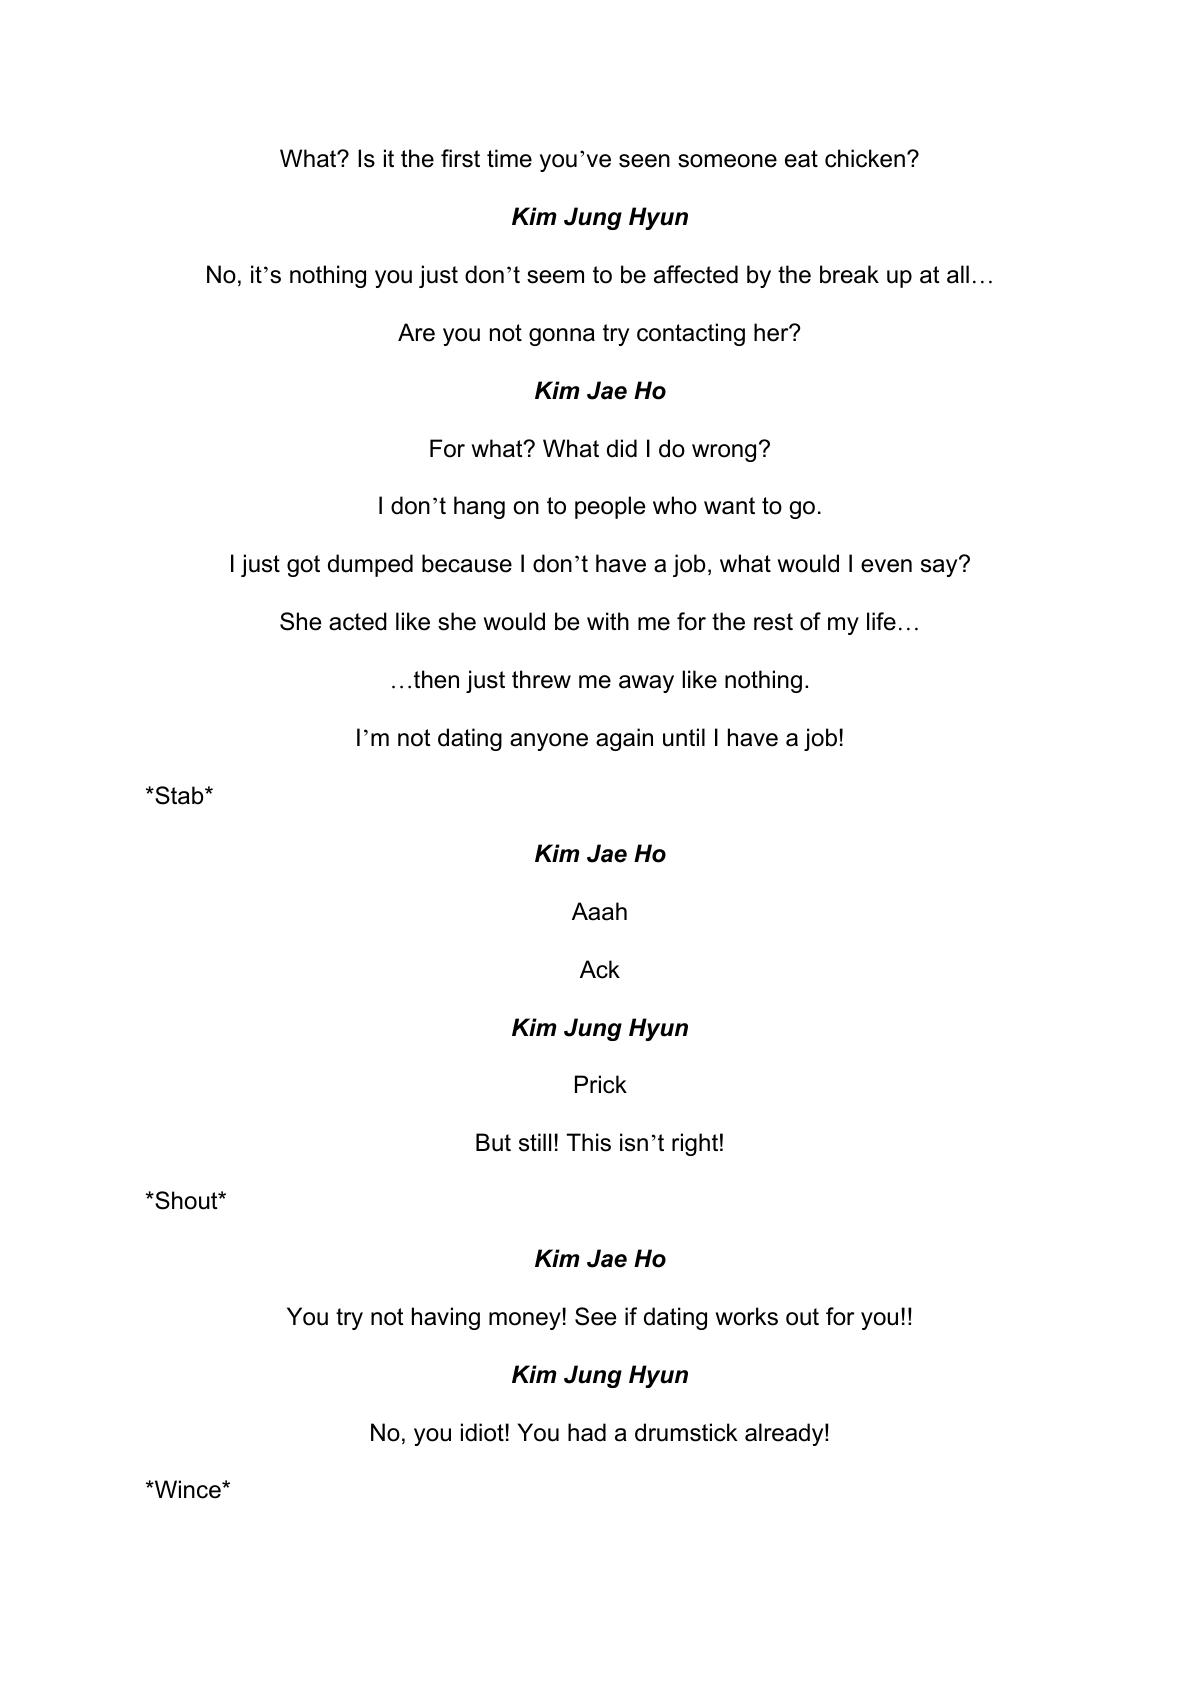 What? Is it the first time you’ve seen someone eat chicken?
Kim Jung Hyun
No, it’s nothing you just don’t seem to be affected by the break up at all…
Are you not gonna try contacting her?
Kim Jae Ho
For what? What did I do wrong?
I don’t hang on to people who want to go.
I just got dumped because I don’t have a job, what would I even say?
She acted like she would be with me for the rest of my life…
…then just threw me away like nothing.
I’m not dating anyone again until I have a job!
*Stab*
Kim Jae Ho
Aaah
Ack
Kim Jung Hyun
Prick
But still! This isn’t right!
*Shout*
Kim Jae Ho
You try not having money! See if dating works out for you!!
Kim Jung Hyun
No, you idiot! You had a drumstick already!
*Wince*